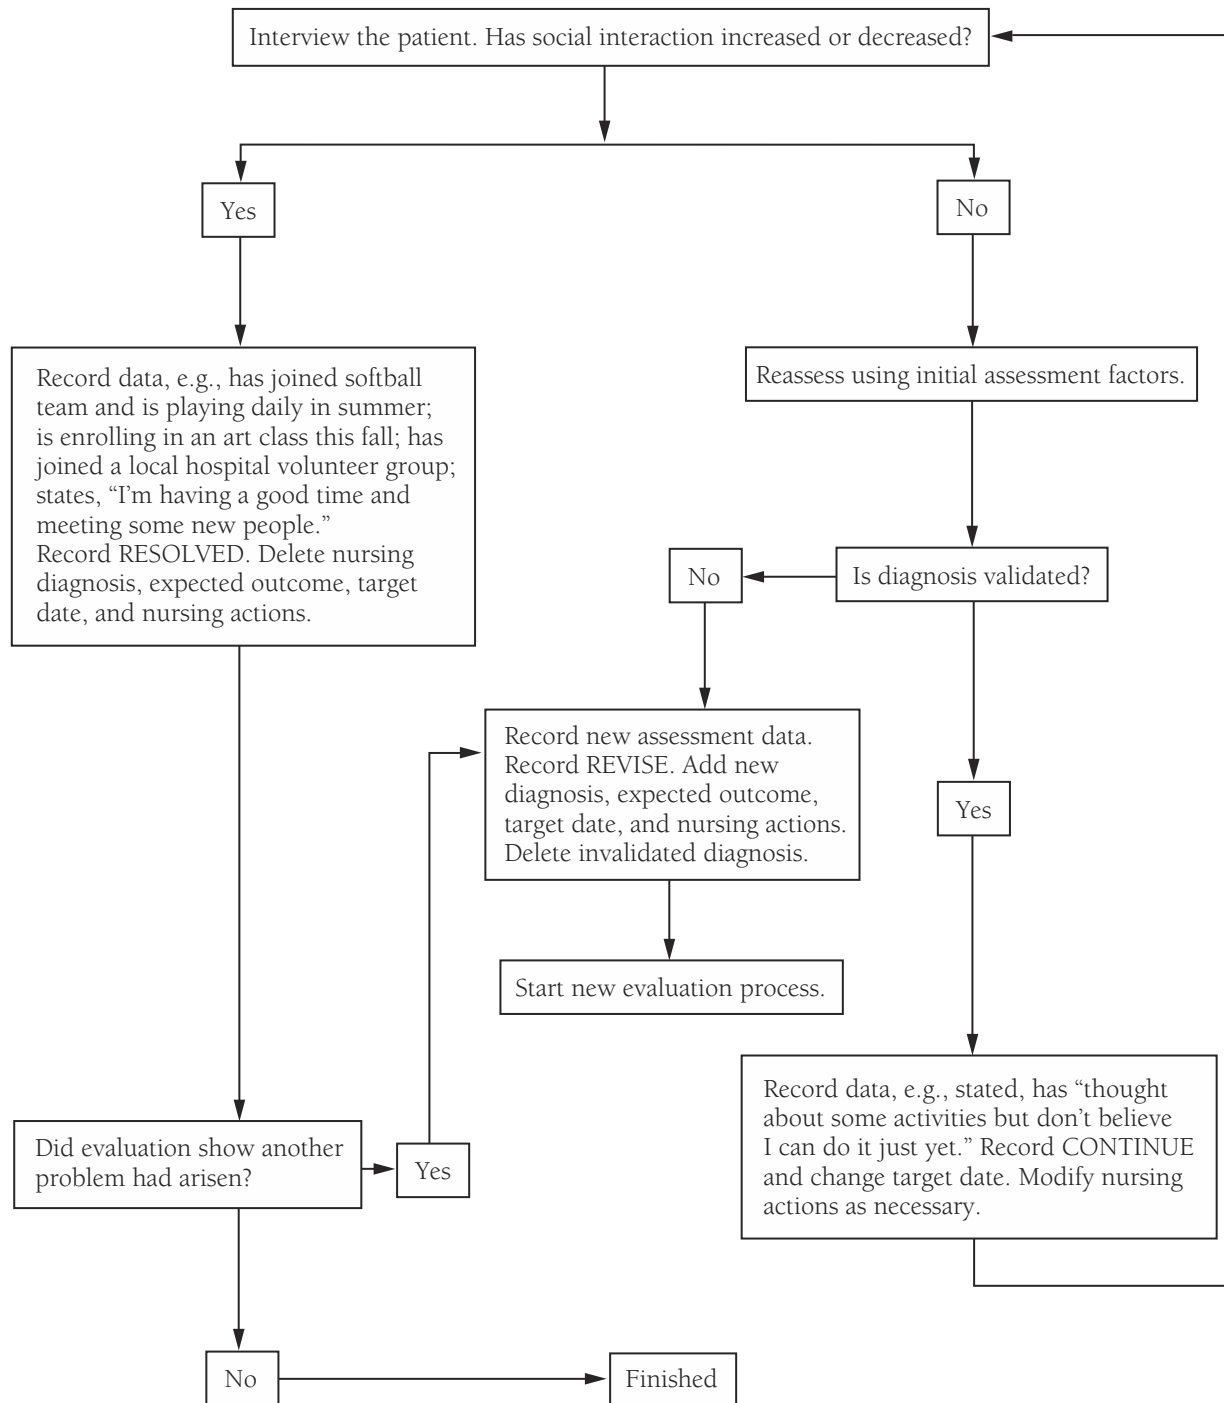 Interview the patient. Has social interaction increased or decreased?
Yes
No
Record data, e.g., has joined softball
team and is playing daily in summer;
is enrolling in an art class this fall; has
joined a local hospital volunteer group;
states, “I’m having a good time and
meeting some new people.”
Record RESOLVED. Delete nursing
diagnosis, expected outcome, target
date, and nursing actions.
Reassess using initial assessment factors.
No
Is diagnosis validated?
Record new assessment data.
Record REVISE. Add new
diagnosis, expected outcome,
target date, and nursing actions.
Delete invalidated diagnosis.
Yes
Start new evaluation process.
Record data, e.g., stated, has “thought
about some activities but don’t believe
I can do it just yet.” Record CONTINUE
and change target date. Modify nursing
actions as necessary.
Did evaluation show another
problem had arisen?
Yes
No
Finished